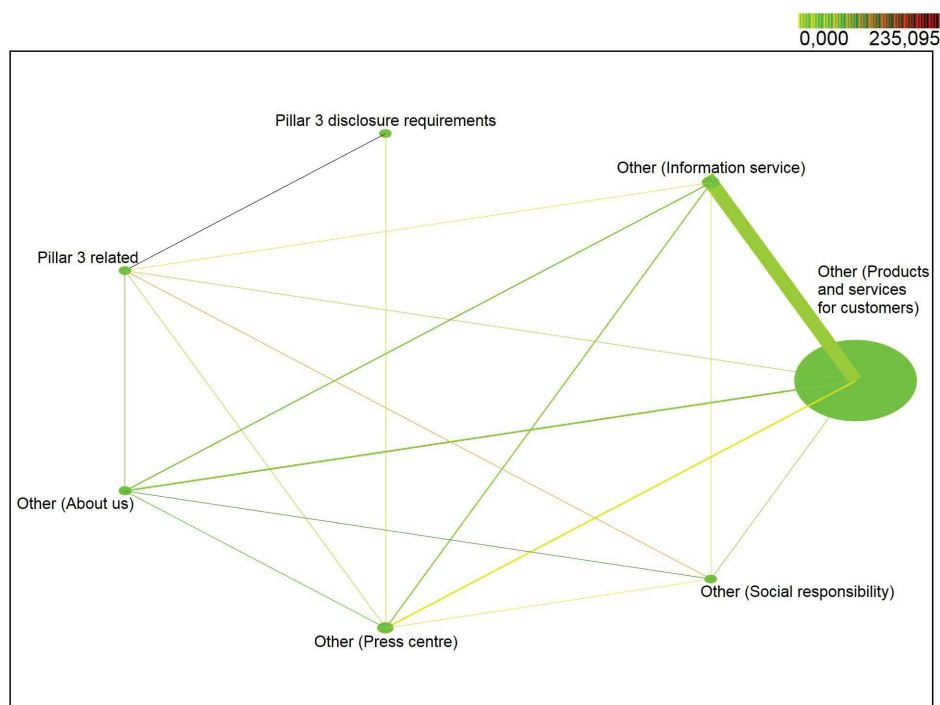 0,000 235,095
Pillar 3 disclosure requirements
Other (Information service)
Pillar 3 related
Other (Products
and services
for customers)
Other (About us)
Other (Social responsibility)
Other (Press centre)